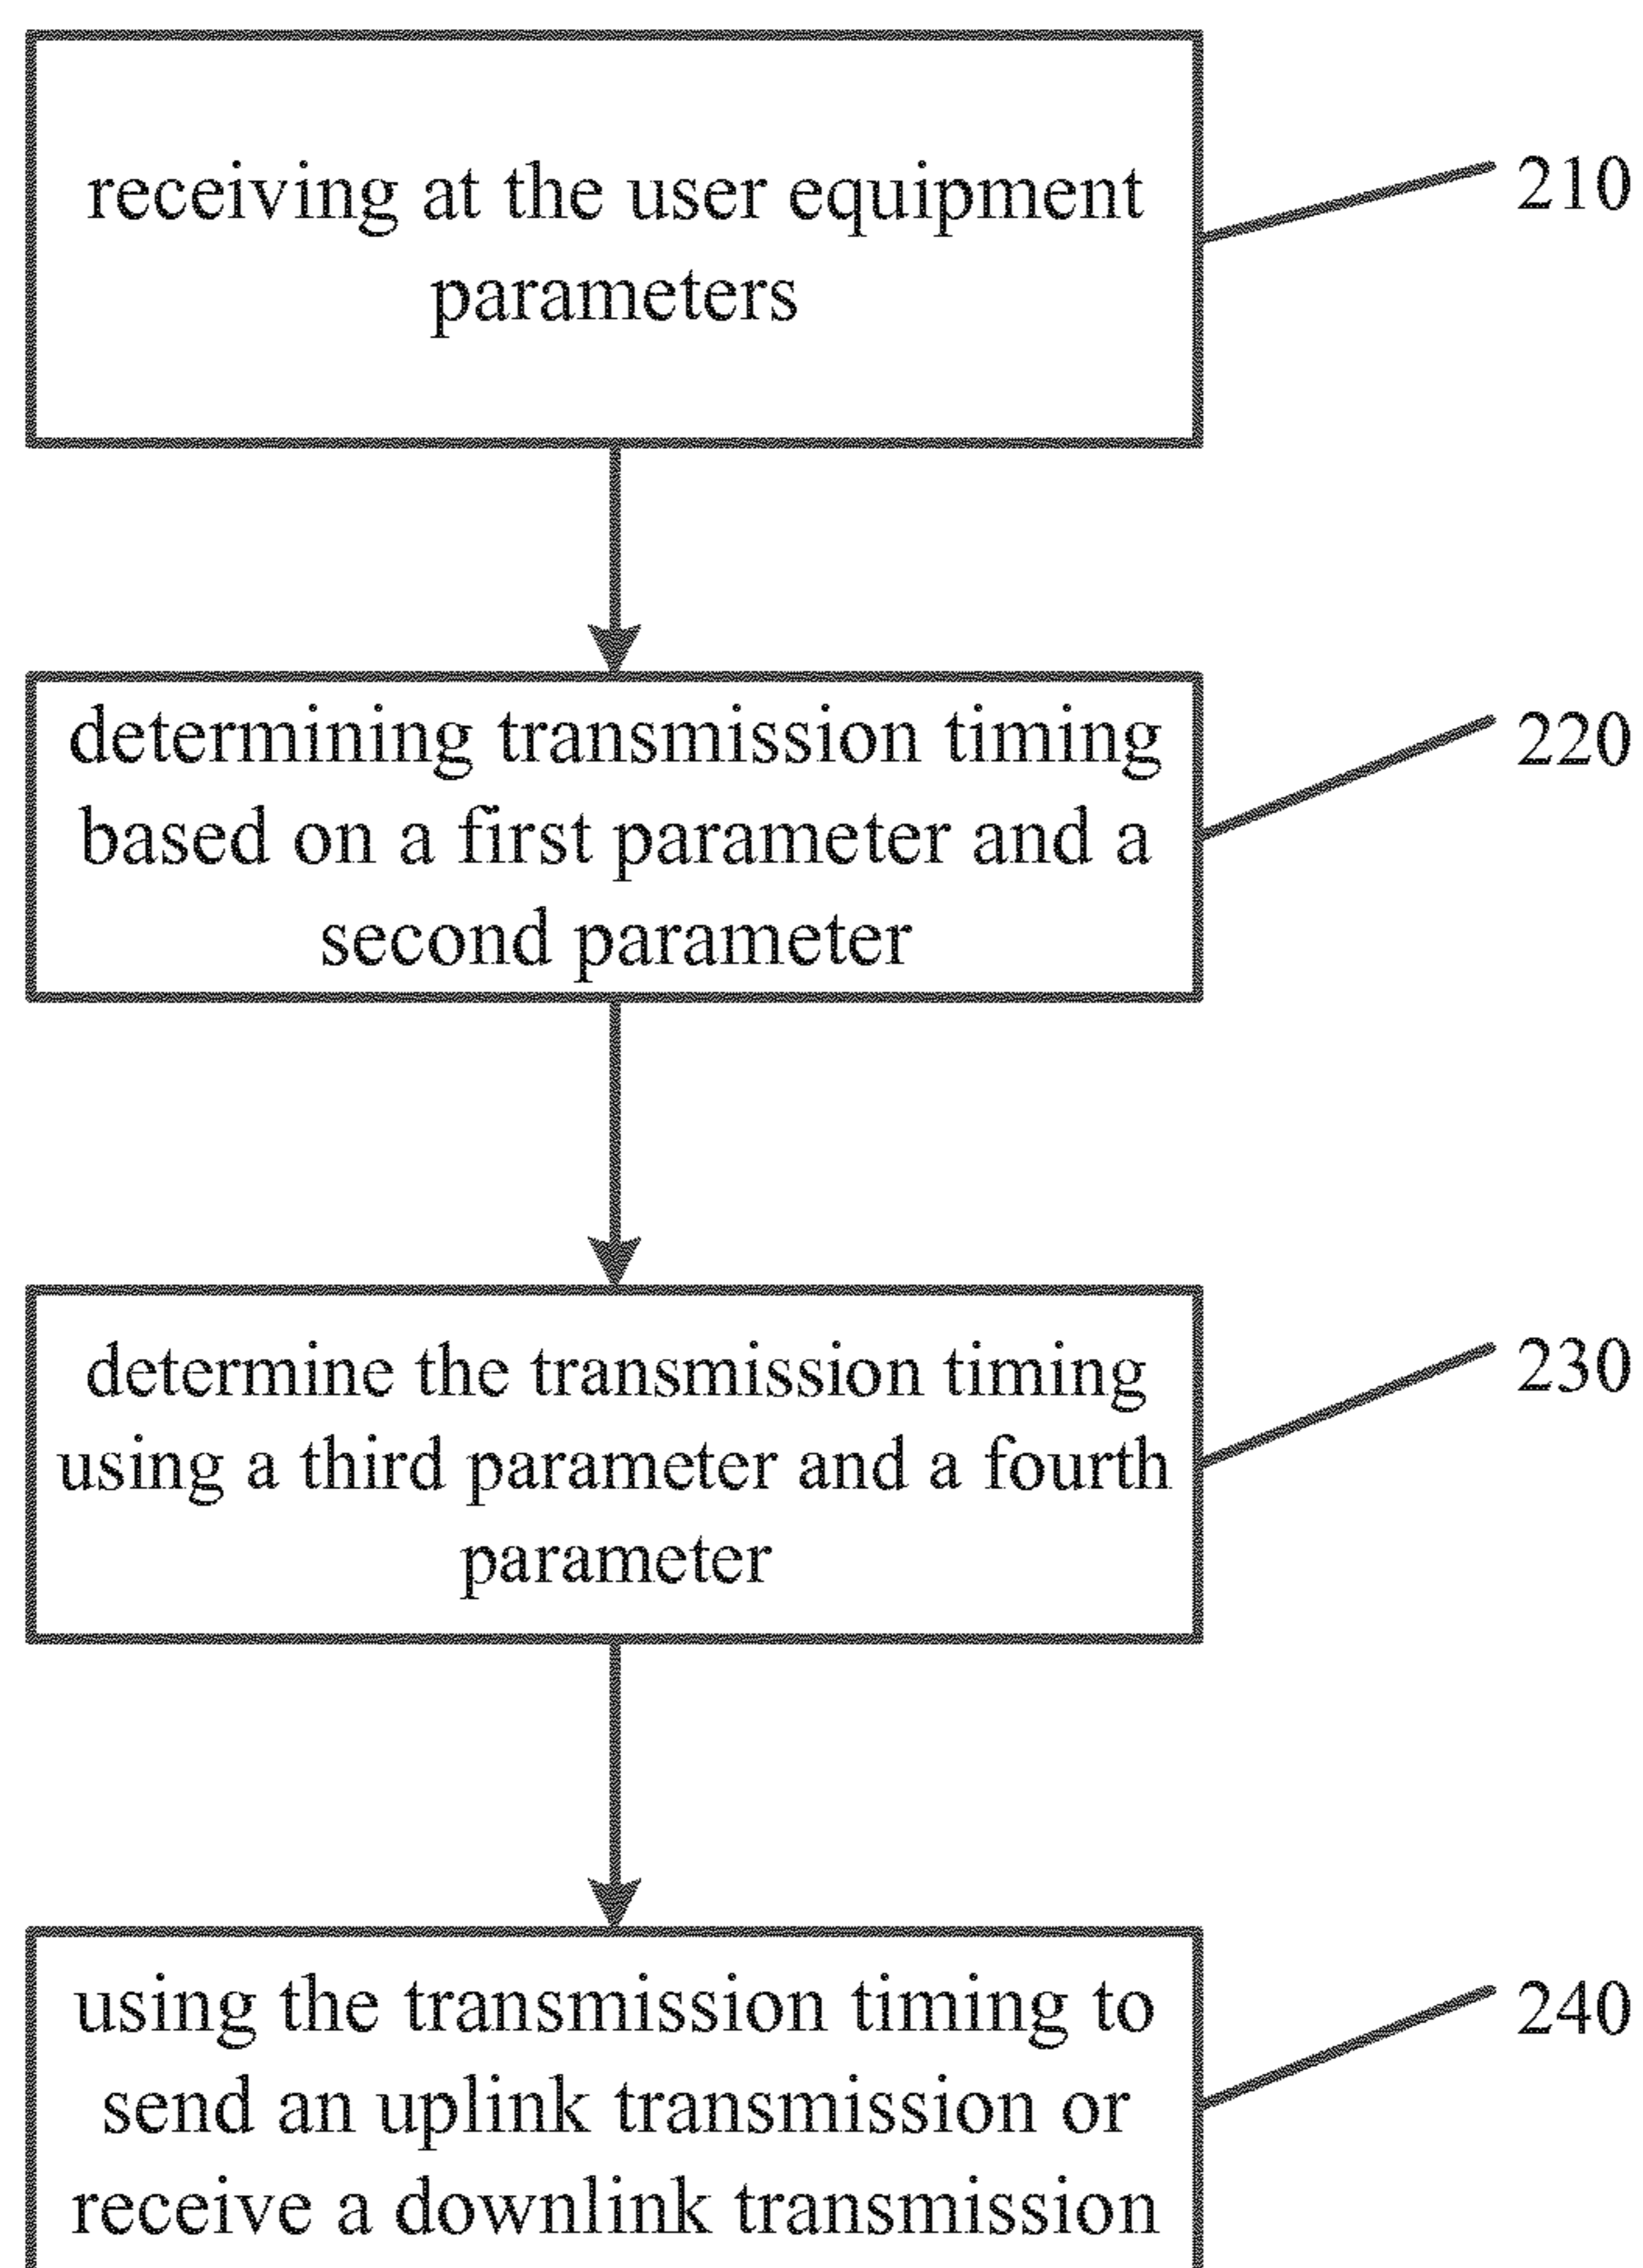 receiving at the user equipment
parameters
210
determining transmission timing
based on a first parameter and a
second parameter
220
determine the transmission timing
using a third parameter and a fourth
parameter
230
using the transmission timing to
send an uplink transmission or
receive a downlink transmission
240